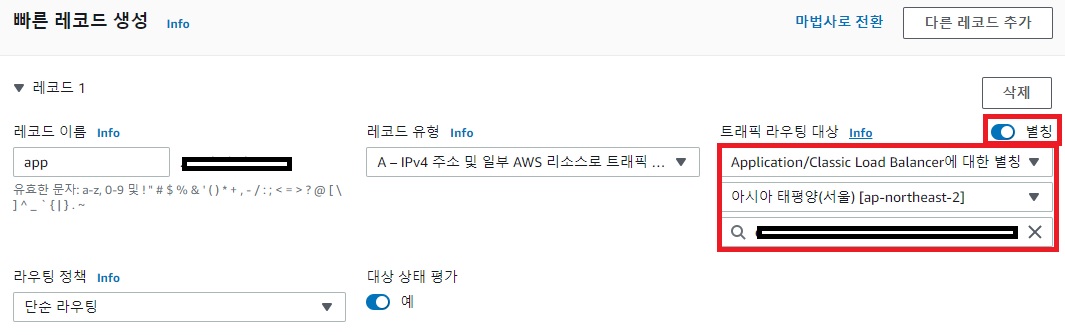 빠른 레코드 생성 Info 마법사로 전환 다른 레코드 추가
▼ 레코드 1 삭제
레코드 이름 Info 레코드 유형 Info 트래픽 라우팅 대상 Info 별칭
app . A – IPv4 주소 및 일부 AWS 리소스로 트래픽 ... Application/Classic Load Balancer에 대한 별칭
유효한 문자: a-z, 0-9 및 ! " # $ % & ' ( ) * + , - / : ; < = > ? @ [ \
] ^ _ ` { | } . ~
아시아 태평양(서울) [ap-northeast-2]
라우팅 정책 Info 대상 상태 평가
단순 라우팅 예